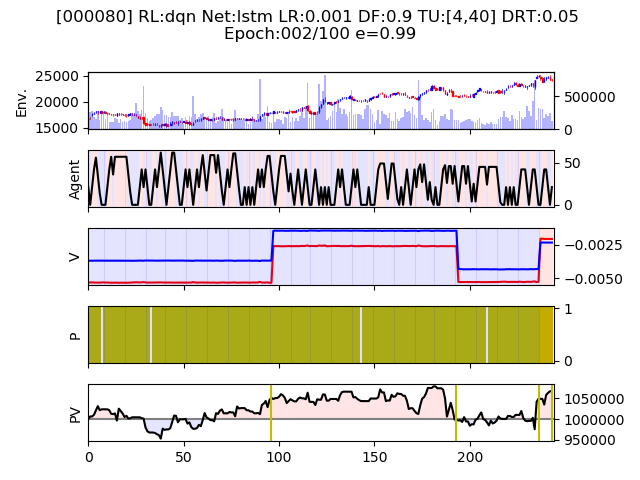 [000080] RL:dqn Net:lstm LR:0.001 DF:0.9 TU:[4,40] DRT:0.05
Epoch:002/100 e=0.99
Env.
25000
20000
15000
500000
0
Agent
50
0
V
−0.0025
−0.0050
P
1
0
PV
1050000
1000000
950000
0 50 100 150 200